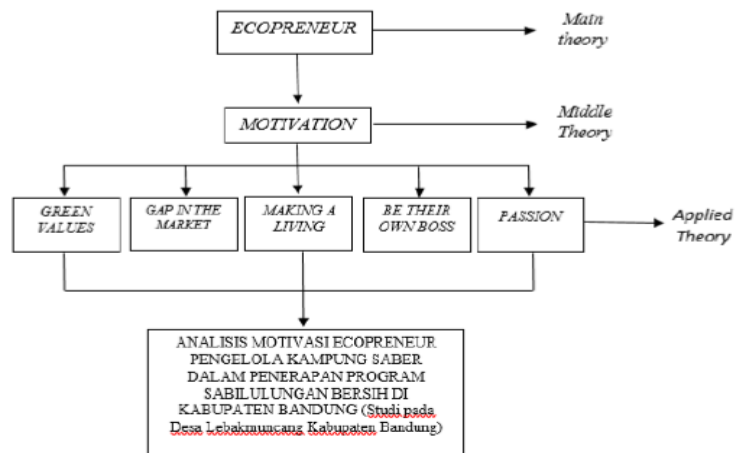 ECOPRENEUR
Main
theory
MOTIVATION
Middle
Theory
GREEN
VALUES
GAP IN THE
MARKET
MAKING A
LIVING
BE THEIR
OWN BOSS
PASSION
Applied
Theory
ANALISIS MOTIVASI ECOPRENEUR
PENGELOLA KAMPUNG SABER
DALAM PENERAPAN PROGRAM
SABILULUNGAN BERSIH DI
KABUPATEN BANDUNG (Studi pada
Desa Lebakmuncang Kabupaten Bandung)